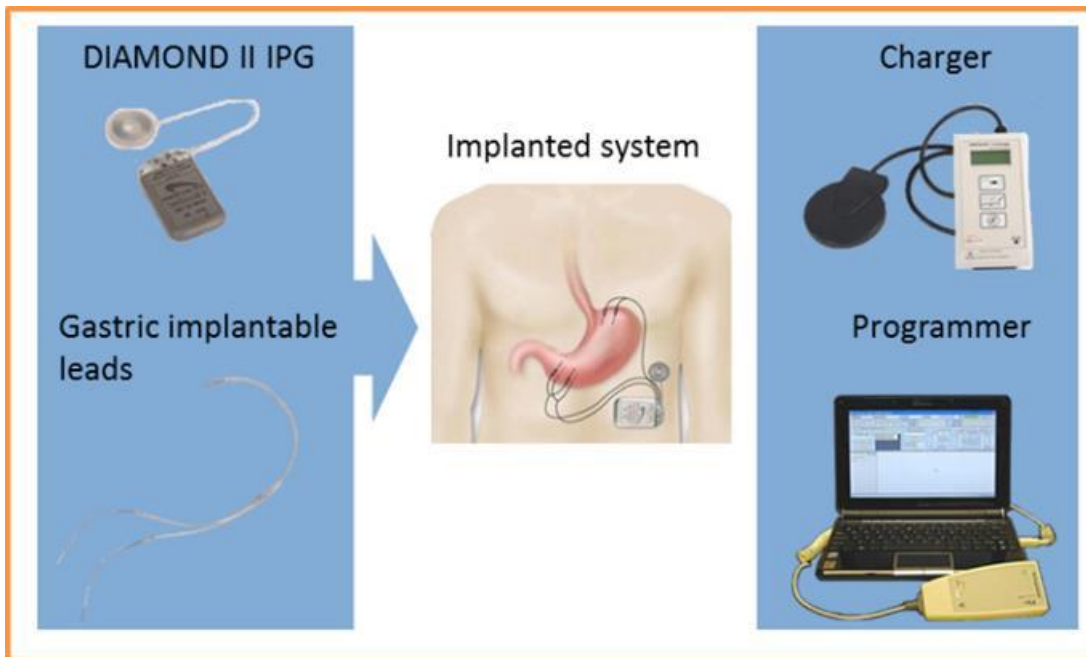 DIAMOND II IPG
Charger
Implanted system
Gastric implantable
leads
Programmer